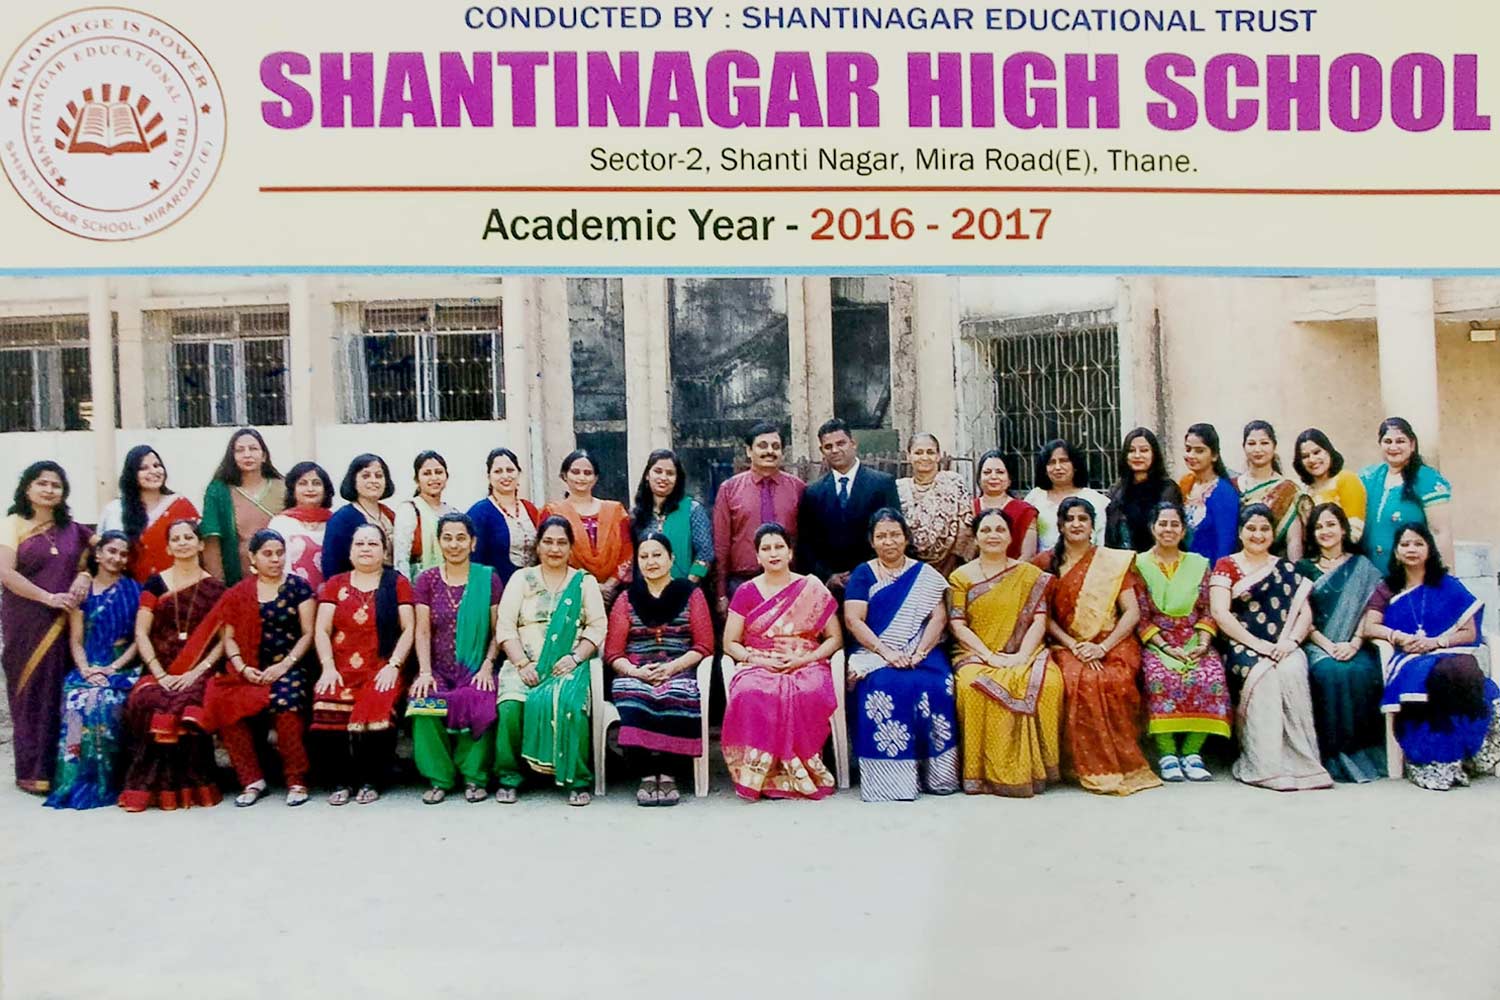 CONDUCTED BY : SHANTINAGAR EDUCATIONAL TRUST
SHANTINAGAR HIGH SCHOOL
Sector-2, Shanti Nagar, Mira Road(E), Thane.
Academic Year - 2016 - 2017
KNOWLEGE IS POWER
SHANTINAGAR EDUCATIONAL TRUST
SHNTINAGAR SCHOOL, MIRAROAD (E)